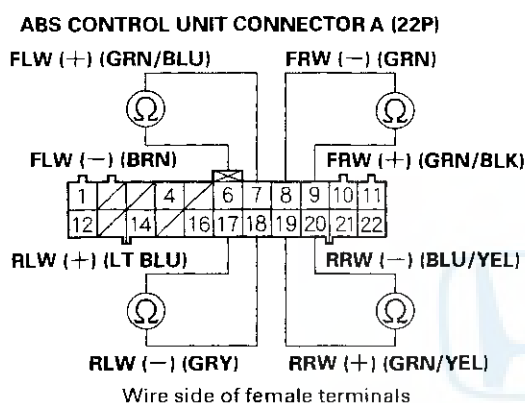 ABS CONTROL UNIT CONNECTOR A (22P)
FLW (+) (GRN/BLU) FRW (−) (GRN)
Ω Ω
FLW (−) (BRN) FRW (+) (GRN/BLK)
1 4 6 7 8 9 10 11
12 14 16 17 18 19 20 21 22
RLW (+) (LT BLU) RRW (−) (BLU/YEL)
Ω Ω
RLW (−) (GRY) RRW (+) (GRN/YEL)
Wire side of female terminals